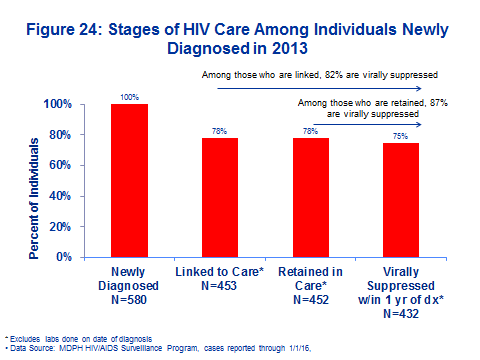 Figure 24: Stages of HIV Care Among Individuals Newly
Diagnosed in 2013
Among those who are linked, 82% are virally suppressed
Among those who are retained, 87%
are virally suppressed
Percent of Individuals
100%
80%
60%
40%
20%
0%
100%
78%
78%
75%
Newly
Diagnosed
N=580
Linked to Care*
N=453
Retained in
Care*
N=452
Virally
Suppressed
w/in 1 yr of dx*
N=432
* Excludes labs done on date of diagnosis
• Data Source: MDPH HIV/AIDS Surveillance Program, cases reported through 1/1/16,